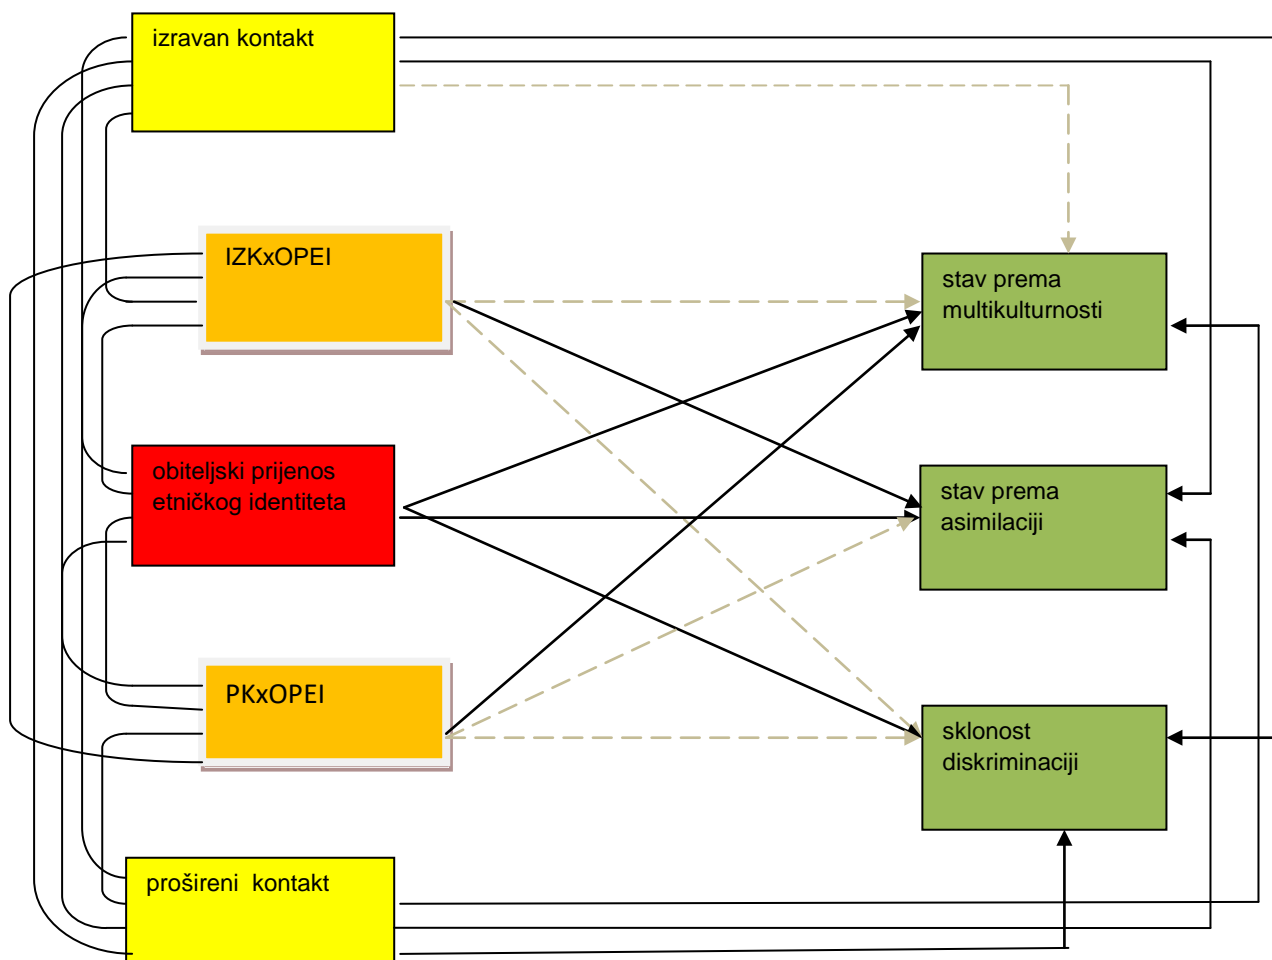 izravan kontakt
IZKxOPEI
stav prema
multikulturnosti
obiteljski prijenos
etničkog identiteta
stav prema
asimilaciji
PKxOPEI
sklonost
diskriminaciji
prošireni kontakt